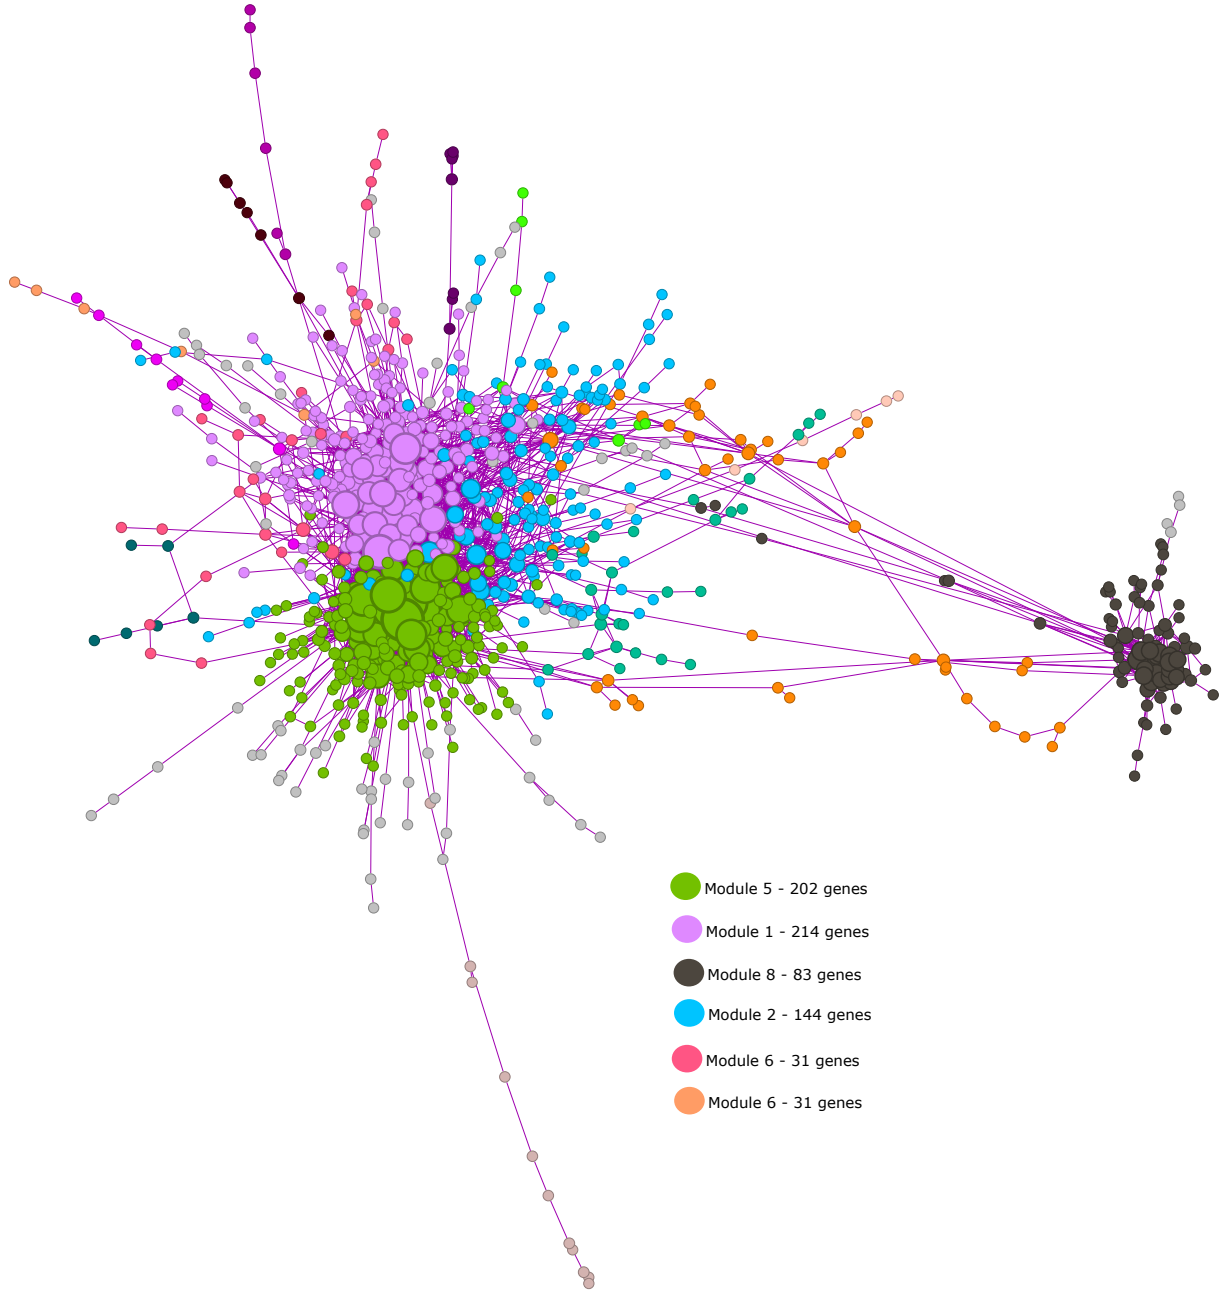 Module 5 - 202 genes
Module 1 - 214 genes
Module 8 - 83 genes
Module 2 - 144 genes
Module 6 - 31 genes
Module 6 - 31 genes